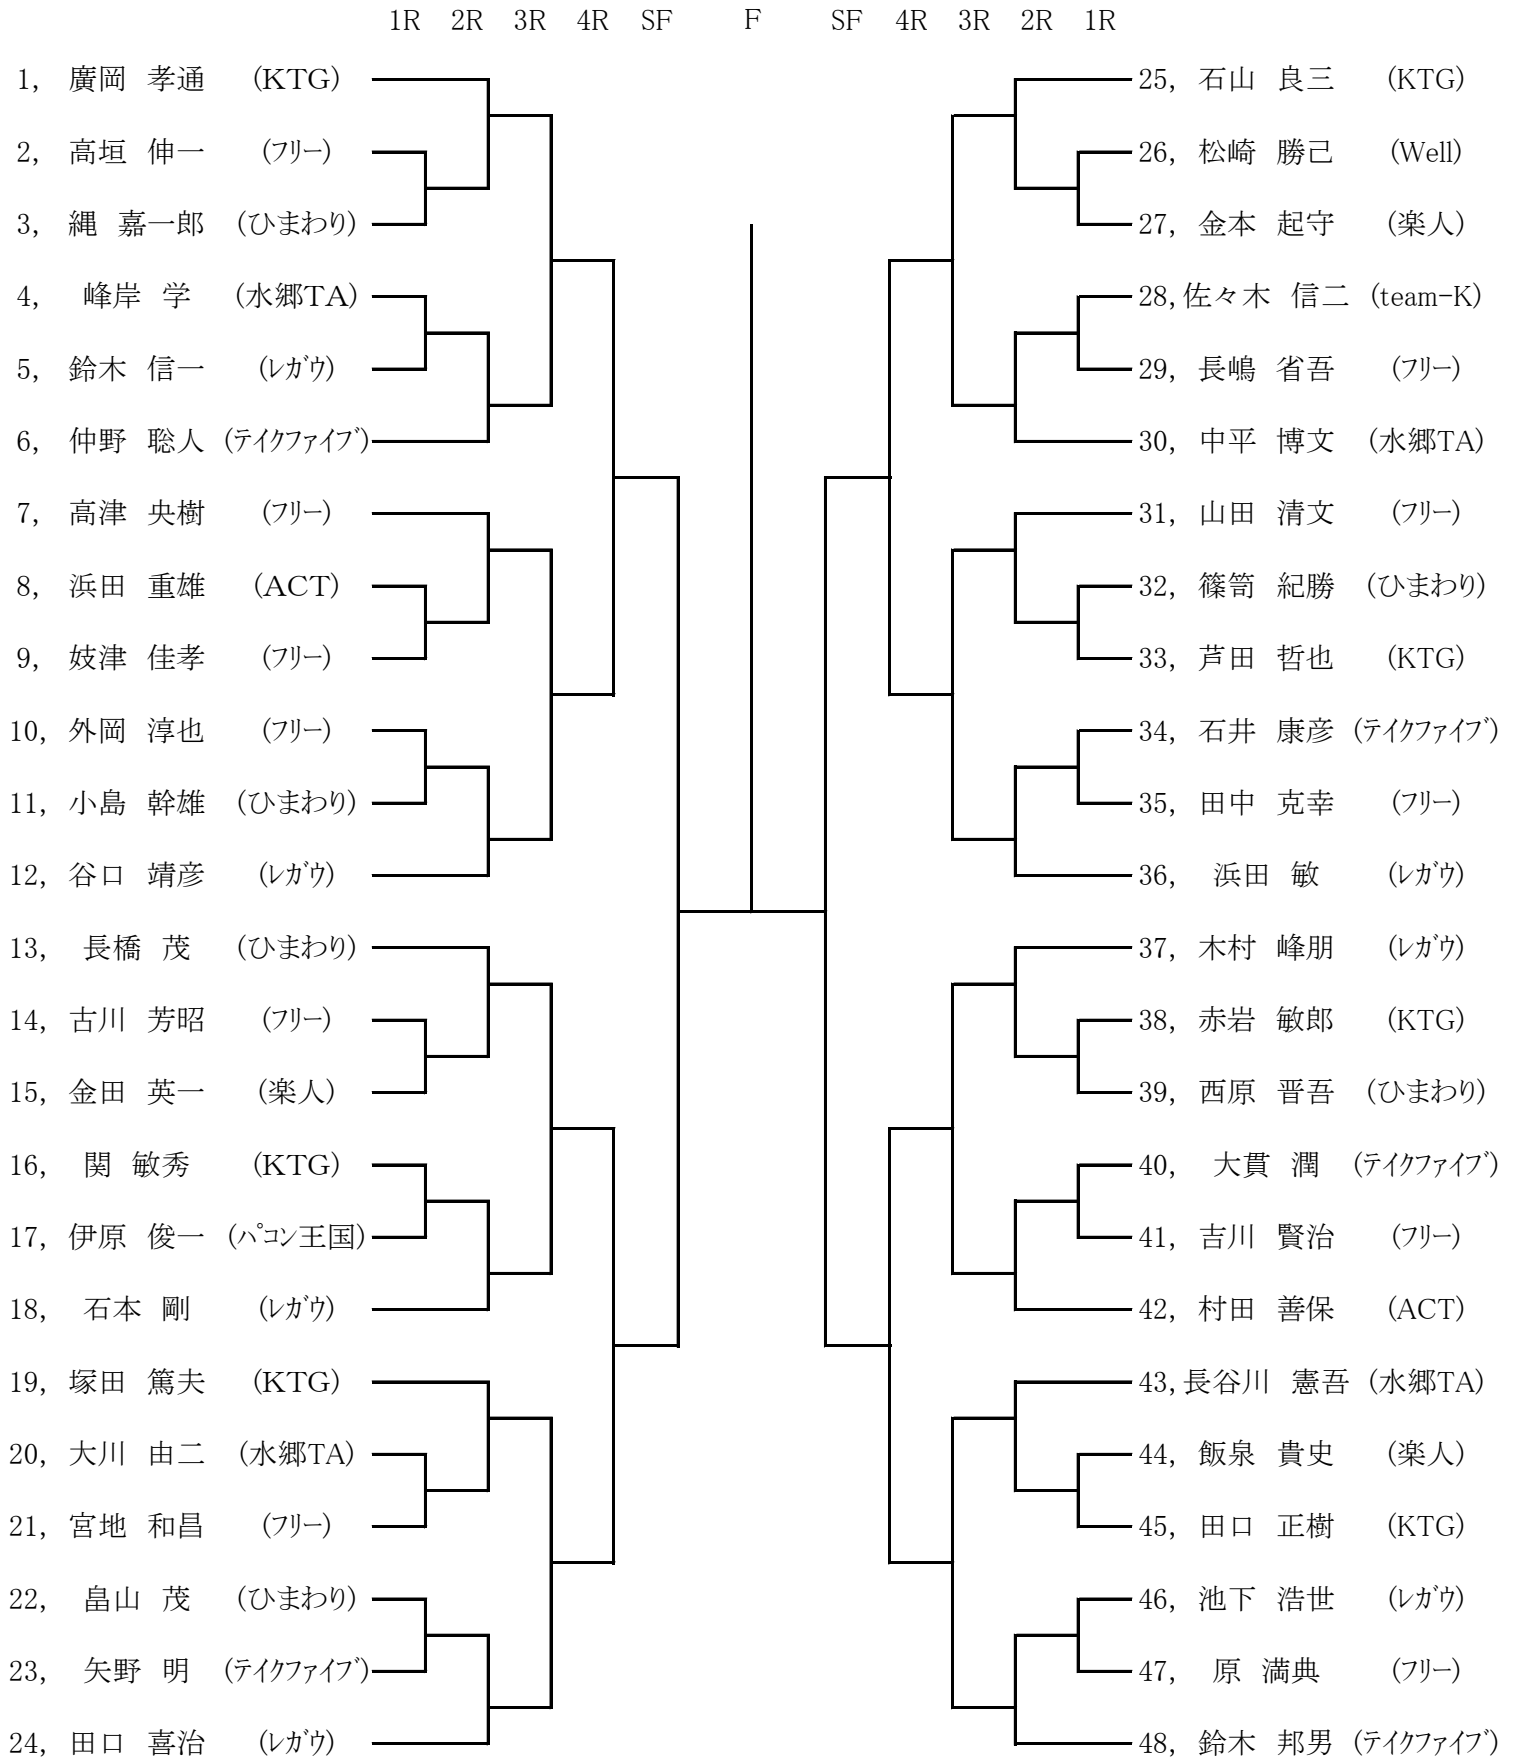 1R 2R 3R 4R SF F SF 4R 3R 2R 1R
1, 廣岡 孝通 (KTG) 25, 石山 良三 (KTG)
2, 高垣 伸一 (フリー) 26, 松崎 勝己 (Well)
3, 縄 嘉一郎 (ひまわり) 27, 金本 起守 (楽人)
4, 峰岸 学 (水郷TA) 28, 佐々木 信二 (team-K)
5, 鈴木 信一 (ﾚｶﾞｳ) 29, 長嶋 省吾 (フリー)
6, 仲野 聡人 (ﾃｲｸﾌｧｲﾌﾞ) 30, 中平 博文 (水郷TA)
7, 高津 央樹 (フリー) 31, 山田 清文 (フリー)
8, 浜田 重雄 (ACT) 32, 篠笥 紀勝 (ひまわり)
9, 妓津 佳孝 (フリー) 33, 芦田 哲也 (KTG)
10, 外岡 淳也 (フリー) 34, 石井 康彦 (ﾃｲｸﾌｧｲﾌﾞ)
11, 小島 幹雄 (ひまわり) 35, 田中 克幸 (フリー)
12, 谷口 靖彦 (ﾚｶﾞｳ) 36, 浜田 敏 (ﾚｶﾞｳ)
13, 長橋 茂 (ひまわり) 37, 木村 峰朋 (ﾚｶﾞｳ)
14, 古川 芳昭 (フリー) 38, 赤岩 敏郎 (KTG)
15, 金田 英一 (楽人) 39, 西原 晋吾 (ひまわり)
16, 関 敏秀 (KTG) 40, 大貫 潤 (ﾃｲｸﾌｧｲﾌﾞ)
17, 伊原 俊一 (ﾊﾟｺﾝ王国) 41, 吉川 賢治 (フリー)
18, 石本 剛 (ﾚｶﾞｳ) 42, 村田 善保 (ACT)
19, 塚田 篤夫 (KTG) 43, 長谷川 憲吾 (水郷TA)
20, 大川 由二 (水郷TA) 44, 飯泉 貴史 (楽人)
21, 宮地 和昌 (フリー) 45, 田口 正樹 (KTG)
22, 畠山 茂 (ひまわり) 46, 池下 浩世 (ﾚｶﾞｳ)
23, 矢野 明 (ﾃｲｸﾌｧｲﾌﾞ) 47, 原 満典 (フリー)
24, 田口 喜治 (ﾚｶﾞｳ) 48, 鈴木 邦男 (ﾃｲｸﾌｧｲﾌﾞ)